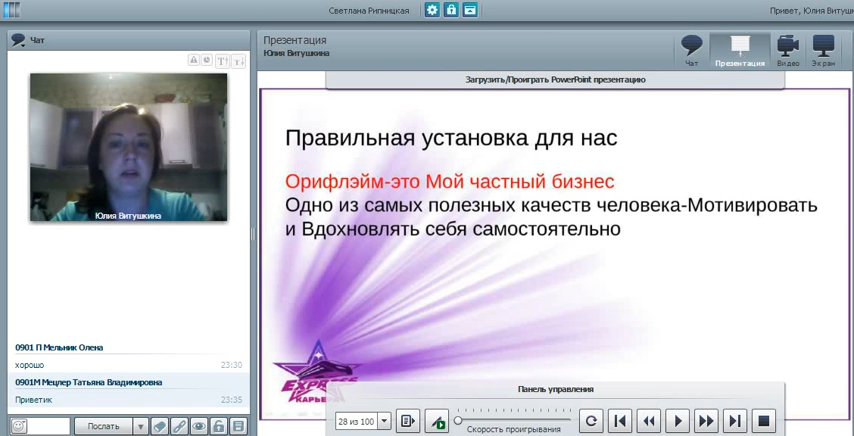 Светлана Рипницкая
Привет, Юлия Витушк
Чат
Юлия Витушкина
0901 П Мельник Олена
хорошо 23:30
0901М Мецлер Татьяна Владимировна
Приветик 23:35
Послать
Презентация
Юлия Витушкина
Чат
Презентация
Видео
Экран
Загрузить/Проиграть PowerPoint презентацию
Правильная установка для нас
Орифлэйм-это Мой частный бизнес
Одно из самых полезных качеств человека-Мотивировать
и Вдохновлять себя самостоятельно
EXPRESS
КАРЬЕ
Панель управления
28 из 100
Скорость проигрывания